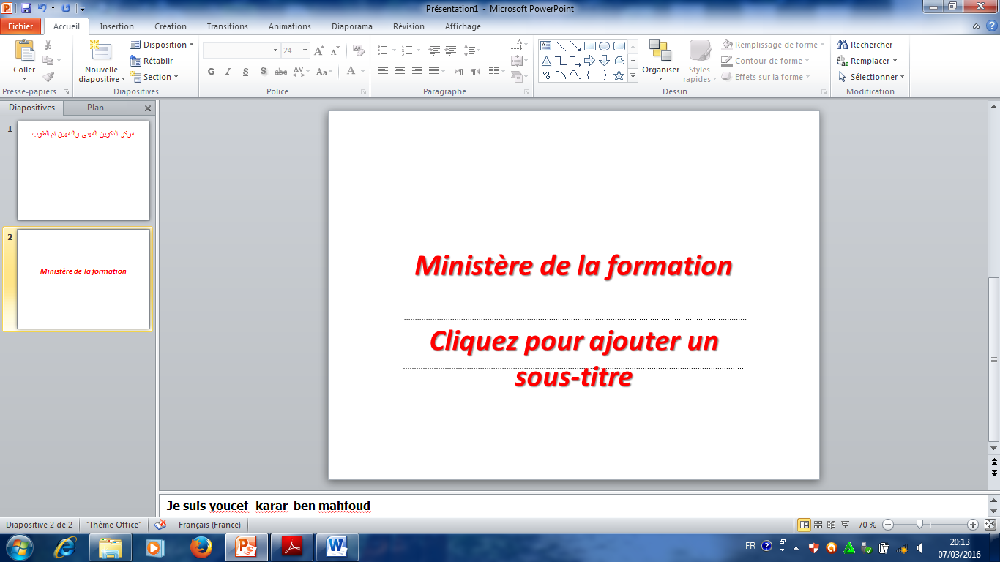 Présentation1 - Microsoft PowerPoint
Fichier Accueil Insertion Création Transitions Animations Diaporama Révision Affichage
Coller
Presse-papiers
Nouvelle diapositive
Disposition
Rétablir
Section
Diapositives
24
G I S S abc AV Aa A
Police
Paragraphe
Organiser
Styles rapides
Remplissage de forme
Contour de forme
Effets sur la forme
Dessin
Rechercher
Remplacer
Sélectionner
Modification
Diapositives Plan
1
مركز التكوين المهني والتمهين ام الطوب
2
Ministère de la formation
Ministère de la formation
Cliquez pour ajouter un
sous-titre
Je suis youcef karar ben mahfoud
Diapositive 2 de 2 "Thème Office" Français (France) 70 %
FR
20:13
07/03/2016